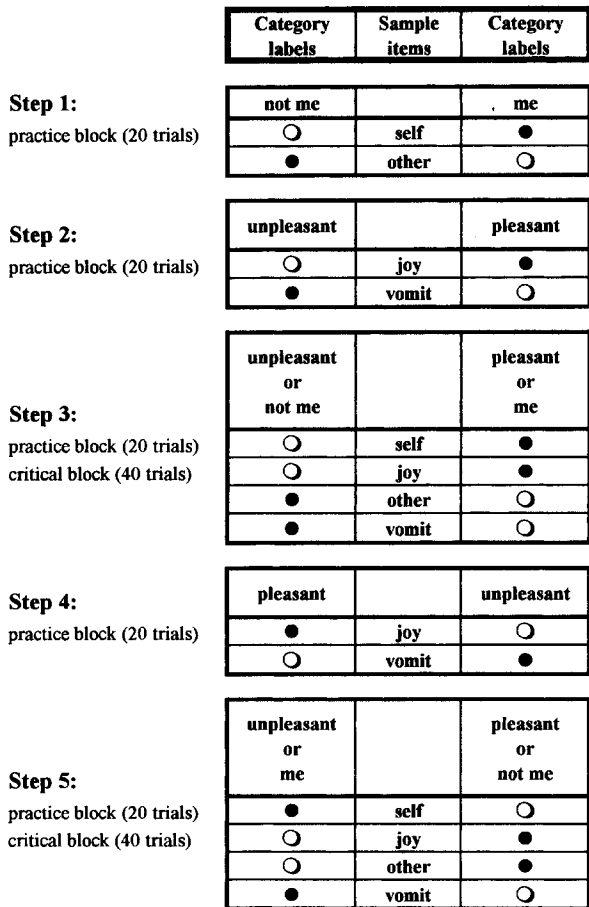 Category labels Sample items Category labels
Step 1:
practice block (20 trials)
not me me
self
other
Step 2:
practice block (20 trials)
unpleasant pleasant
joy
vomit
Step 3:
practice block (20 trials)
critical block (40 trials)
unpleasant or not me pleasant or me
self
joy
other
vomit
Step 4:
practice block (20 trials)
pleasant unpleasant
joy
vomit
Step 5:
practice block (20 trials)
critical block (40 trials)
unpleasant or me pleasant or not me
self
joy
other
vomit